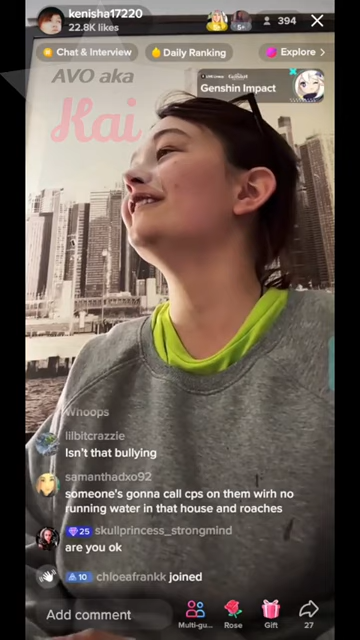 kenisha17220
22.8K likes
5+
394
Chat & Interview
Daily Ranking
Explore >
AVO aka
Kai
Genshin Impact
Whoops
lilbitcrazzie
Isn't that bullying
samanthadxo92
someone's gonna call cps on them wirh no
running water in that house and roaches
25 skullprincess_strongmind
are you ok
10 chloeafrankk joined
Add comment
Multi-gu...
Rose
Gift
27